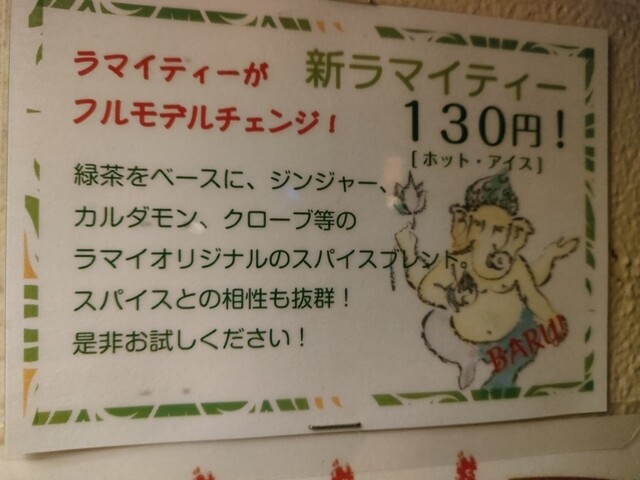 ラマイティーが
フルモデルチェンジ！
新ラマイティー
130円！
[ホット・アイス]
緑茶をベースに、ジンジャー、
カルダモン、クローブ等の
ラマイオリジナルのスパイスブレンド。
スパイスとの相性も抜群！
是非お試しください！